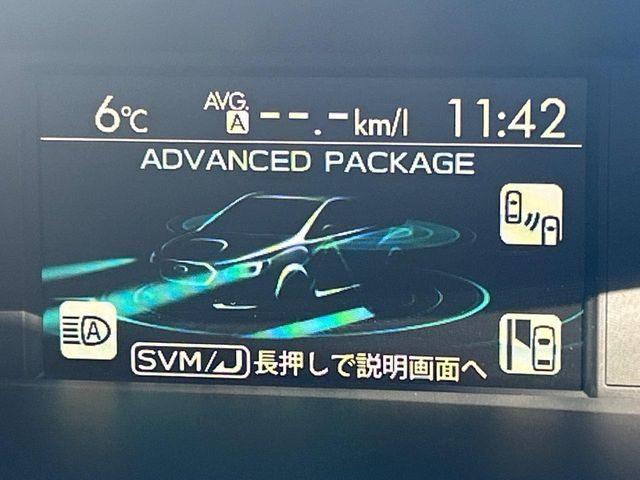 6℃ AVG. A --.-km/l 11:42
ADVANCED PACKAGE
A
SVM/⤶ 長押しで説明画面へ